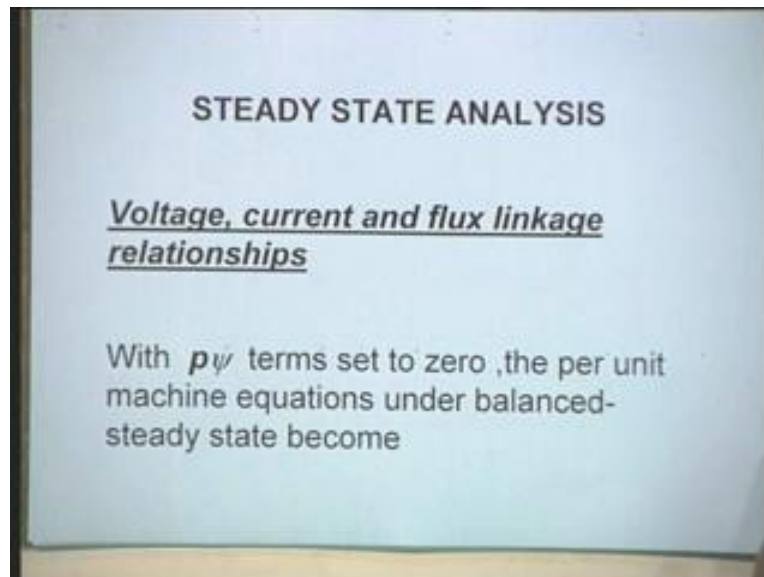 STEADY STATE ANALYSIS
Voltage, current and flux linkage
relationships
With pψ terms set to zero ,the per unit
machine equations under balanced-
steady state become